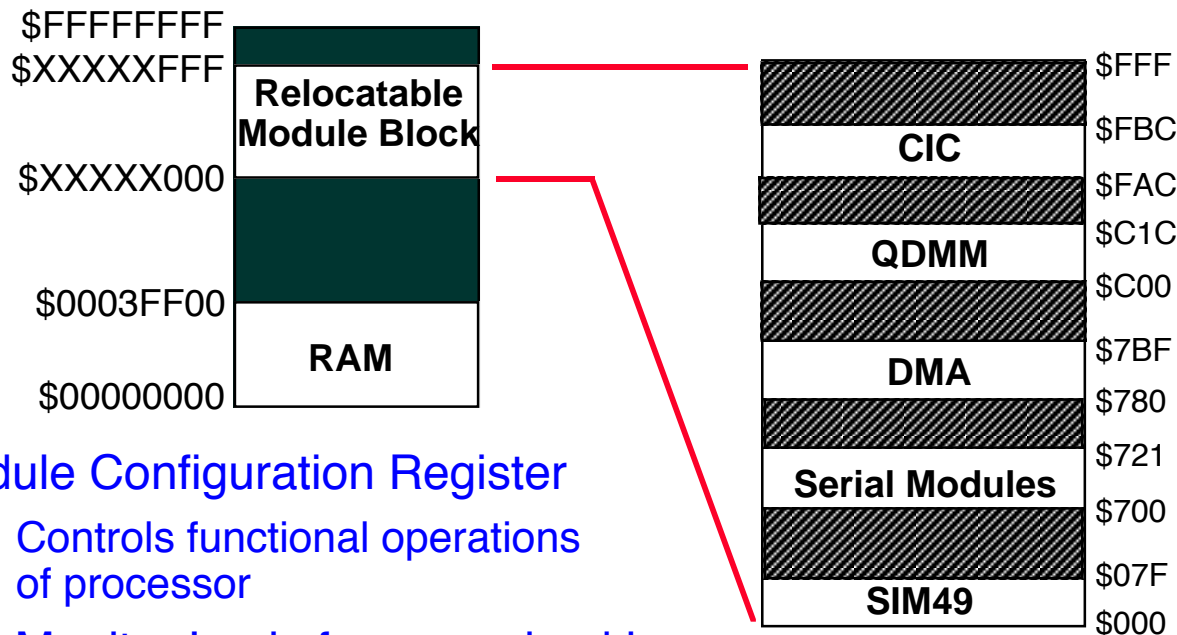 $FFFFFFFF
$XXXXXFFF
Relocatable
Module Block
$XXXXX000
$0003FF00
RAM
$00000000
$FFF
$FBC
CIC
$FAC
$C1C
QDMM
$C00
$7BF
DMA
$780
$721
Serial Modules
$700
$07F
SIM49
$000
dule Configuration Register
Controls functional operations
of processor